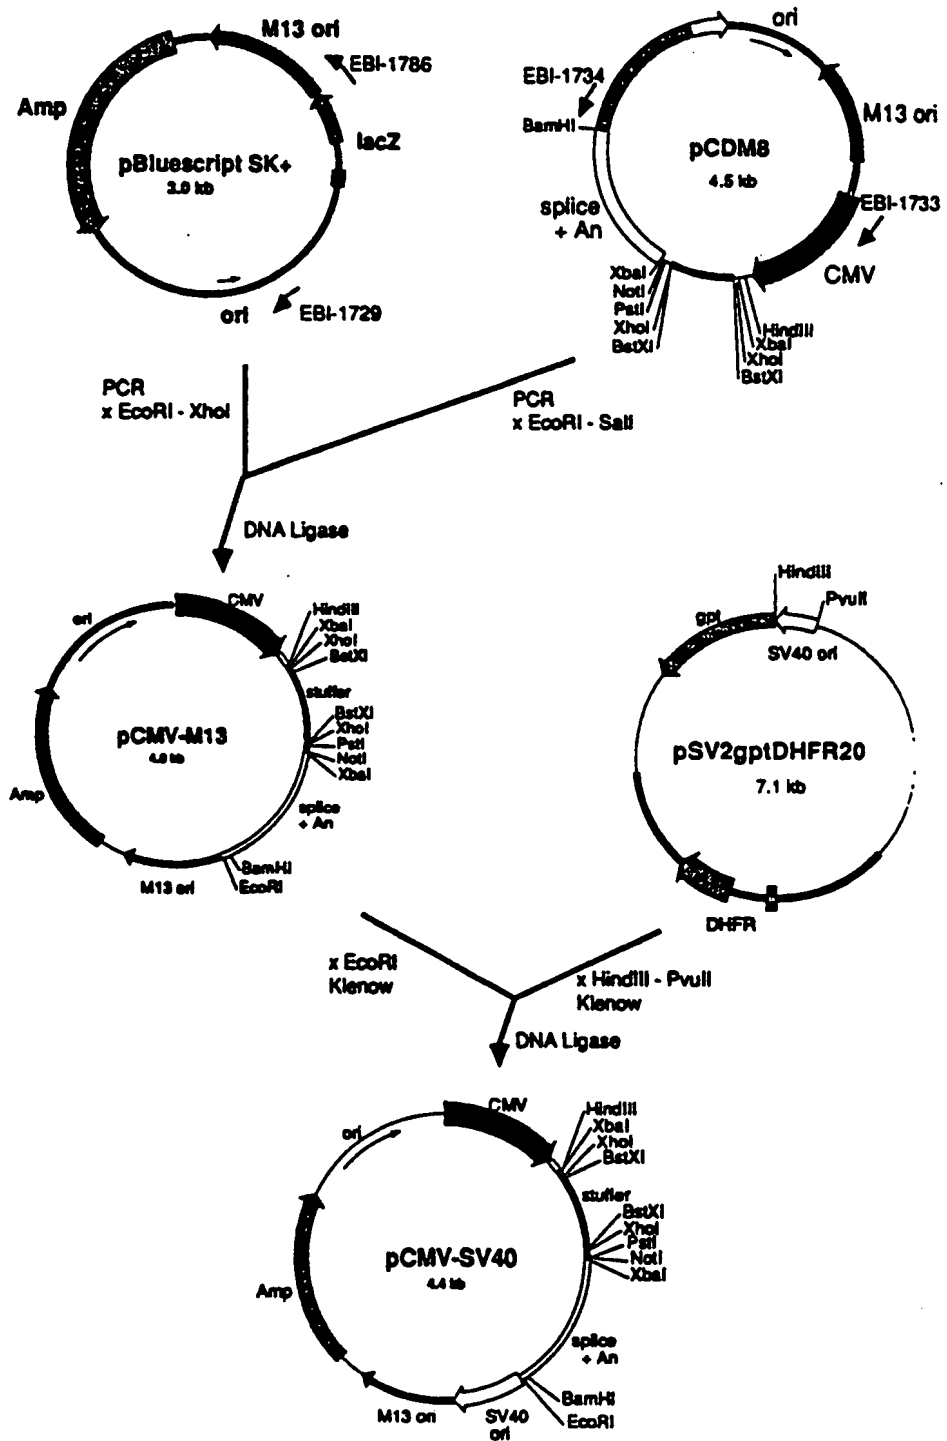 M13 ori
EBI-1786
Amp
lacZ
pBluescript SK+
3.0 kb
ori
EBI-1729
ori
EBI-1734
BamHI
M13 ori
pCDM8
4.5 kb
EBI-1733
splice
+ An
CMV
XbaI
NotI
PstI
XhoI
BstXI
HindIII
XbaI
XhoI
BstXI
PCR
x EcoRI - XhoI
PCR
x EcoRI - SalI
DNA Ligase
CMV
ori
HindIII
XbaI
XhoI
BstXI
stuffer
BstXI
XhoI
PstI
NotI
XbaI
pCMV-M13
Amp
splice
+ An
BamHI
EcoRI
M13 ori
HindIII
PvuII
gpt
SV40 ori
pSV2gptDHFR20
7.1 kb
DHFR
x EcoRI
Klenow
x HindIII - PvuII
Klenow
DNA Ligase
CMV
ori
HindIII
XbaI
XhoI
BstXI
stuffer
BstXI
XhoI
PstI
NotI
XbaI
pCMV-SV40
4.4 kb
Amp
splice
+ An
BamHI
EcoRI
M13 ori
SV40
ori